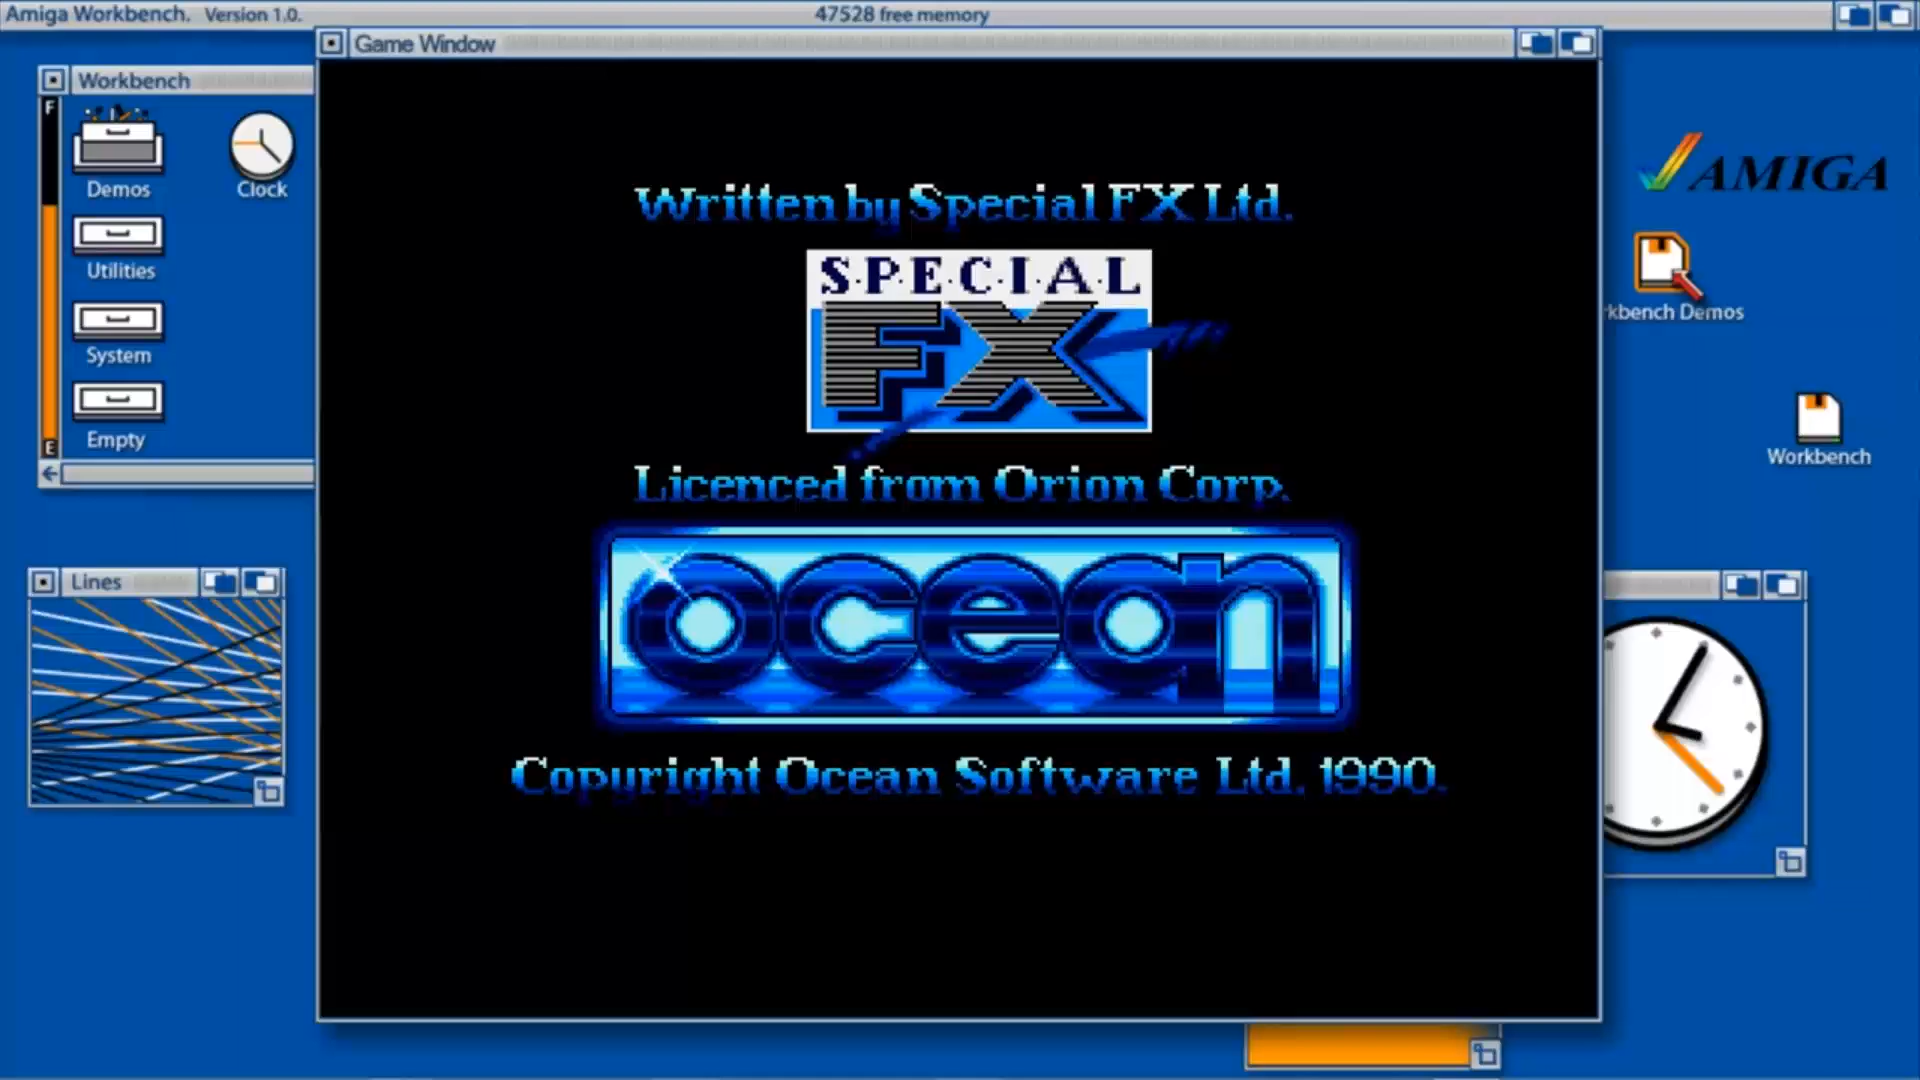 Amiga Workbench. Version 1.0. 47528 free memory
Game Window
Workbench
F
Demos
Clock
Utilities
System
Empty
E
Lines
Written by Special FX Ltd.
S.P.E.C.I.A.L
FX
Licenced from Orion Corp.
ocean
Copyright Ocean Software Ltd. 1990.
AMIGA
kbench Demos
Workbench